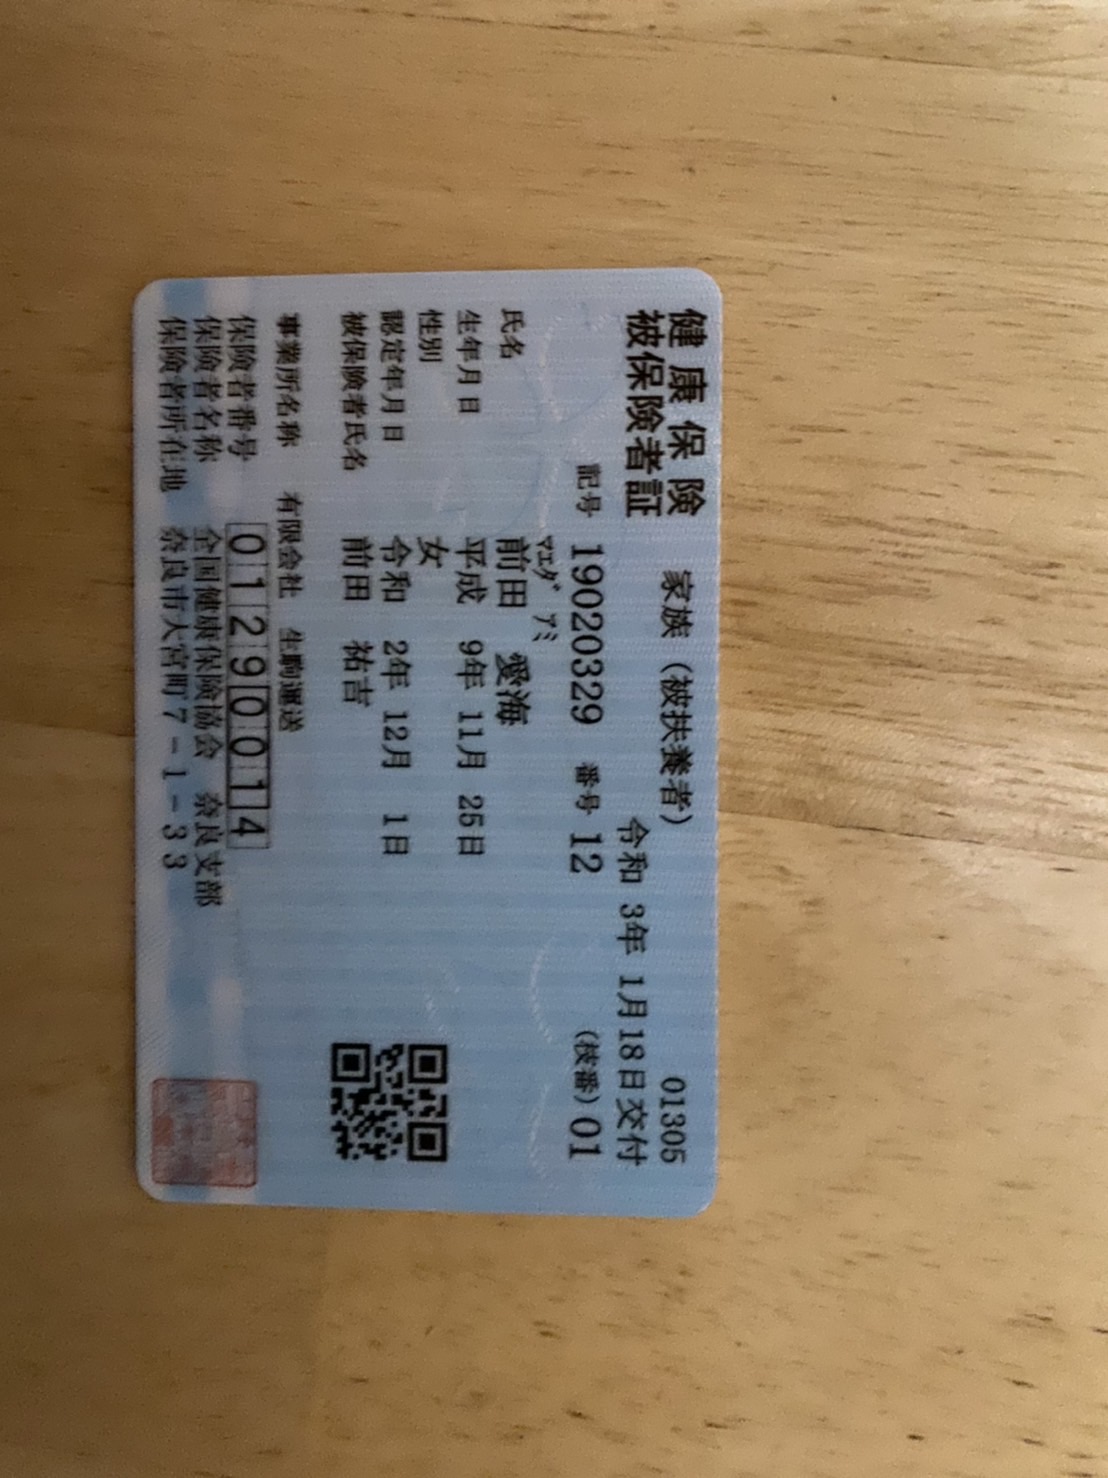 健康保険 家族（被扶養者） 01305
被保険者証 令和 3年 1月18日交付
記号 19020329 番号 12 （枝番）01
ﾏｴﾀﾞ ｱﾐ
氏名 前田 愛海
生年月日 平成 9年 11月 25日
性別 女
認定年月日 令和 2年 12月 1日
被保険者氏名 前田 祐吉
事業所名称 有限会社 生駒運送
保険者番号 01290014
保険者名称 全国健康保険協会 奈良支部
保険者所在地 奈良市大宮町7－1－33